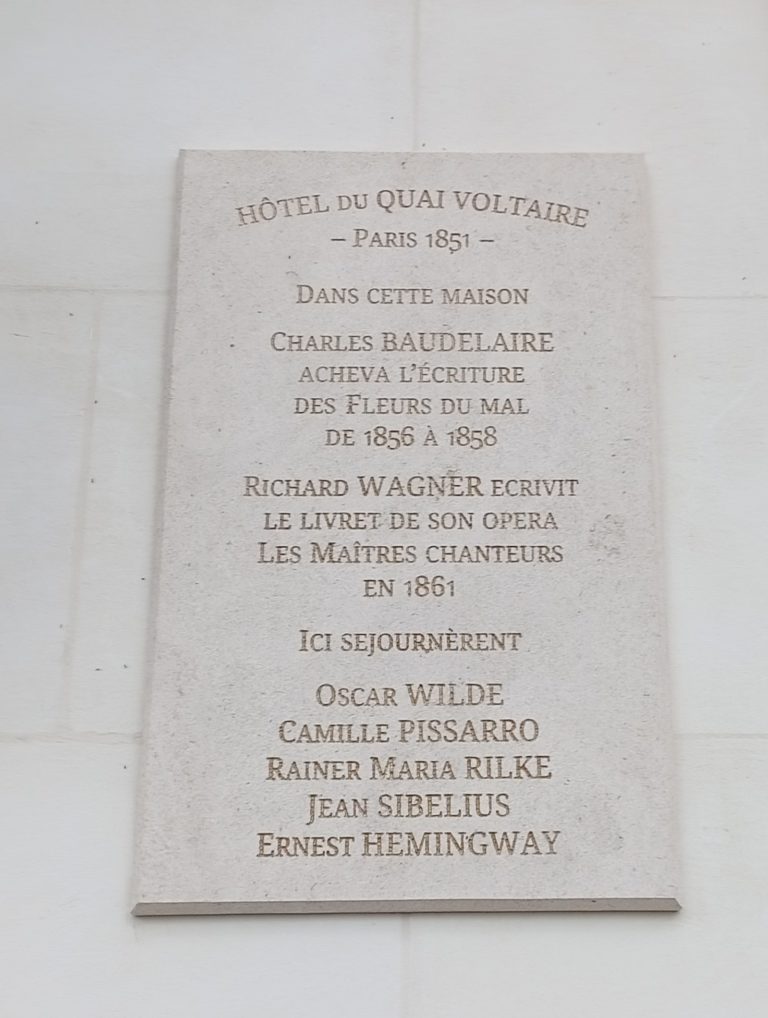 HÔTEL DU QUAI VOLTAIRE
– PARIS 1851 –
DANS CETTE MAISON
CHARLES BAUDELAIRE
ACHEVA L'ÉCRITURE
DES FLEURS DU MAL
DE 1856 À 1858
RICHARD WAGNER ECRIVIT
LE LIVRET DE SON OPERA
LES MAÎTRES CHANTEURS
EN 1861
ICI SEJOURNÈRENT
OSCAR WILDE
CAMILLE PISSARRO
RAINER MARIA RILKE
JEAN SIBELIUS
ERNEST HEMINGWAY